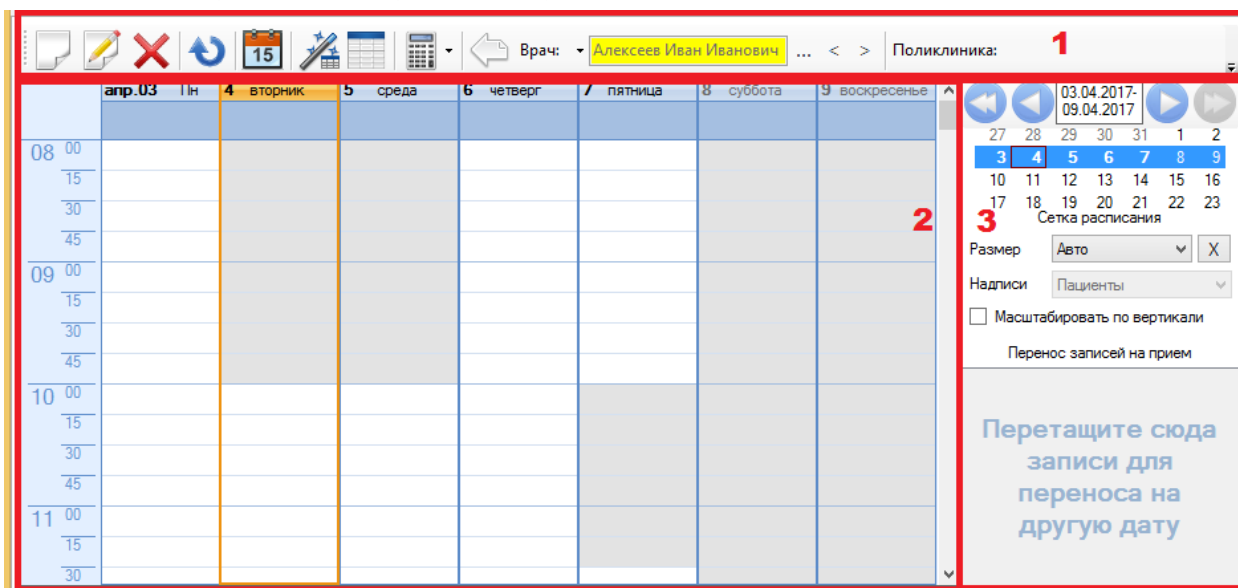 15 Врач: Алексеев Иван Иванович ... < > Поликлиника: 1
апр.03 Пн 4 вторник 5 среда 6 четверг 7 пятница 8 суббота 9 воскресенье
08 00
15
30
45
09 00
15
30
45
10 00
15
30
45
11 00
15
30
2
03.04.2017-
09.04.2017
27 28 29 30 31 1 2
3 4 5 6 7 8 9
10 11 12 13 14 15 16
17 18 19 20 21 22 23
3
Сетка расписания
Размер Авто X
Надписи Пациенты
Масштабировать по вертикали
Перенос записей на прием
Перетащите сюда
записи для
переноса на
другую дату